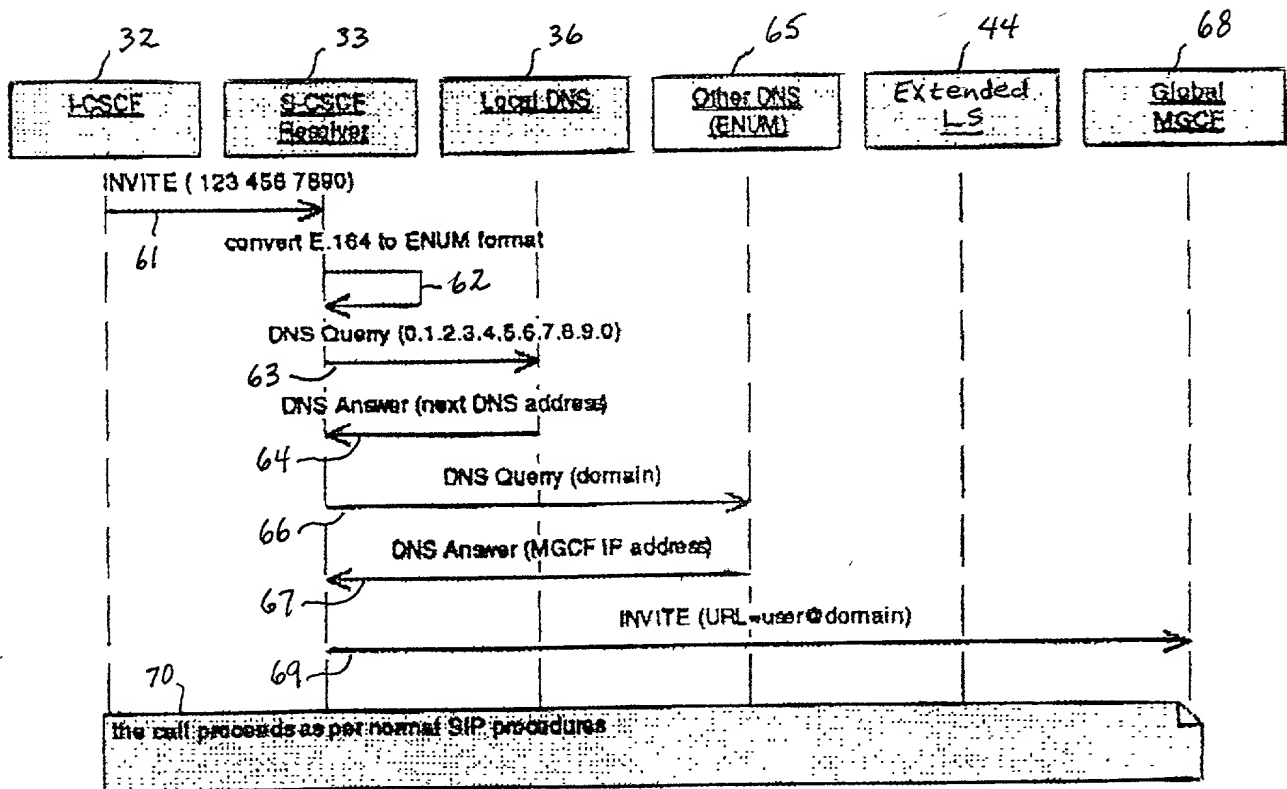 32
33
36
65
44
68
I-CSCF
S-CSCF
Resolver
Local DNS
Other DNS
(ENUM)
Extended
LS
Global
MGCF
INVITE ( 123 456 7890)
61
convert E.164 to ENUM format
62
DNS Query (0.1.2.3.4.5.6.7.8.9.0)
63
DNS Answer (next DNS address)
64
DNS Query (domain)
66
DNS Answer (MGCF IP address)
67
INVITE (URL=user@domain)
69
70
the call proceeds as per normal SIP procedures